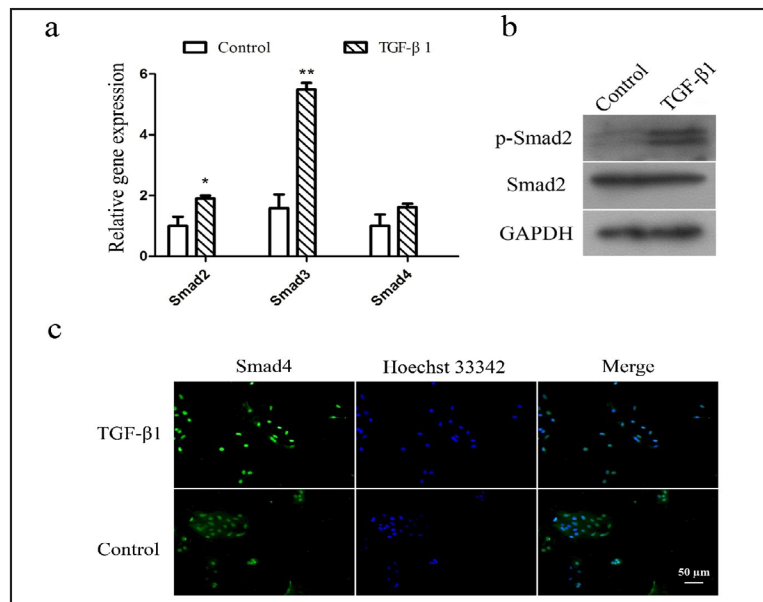 a
Control
TGF-β 1
Relative gene expression
6
4
2
0
*
**
Smad2
Smad3
Smad4
b
Control
TGF-β1
p-Smad2
Smad2
GAPDH
c
Smad4
Hoechst 33342
Merge
TGF-β1
Control
50 µm